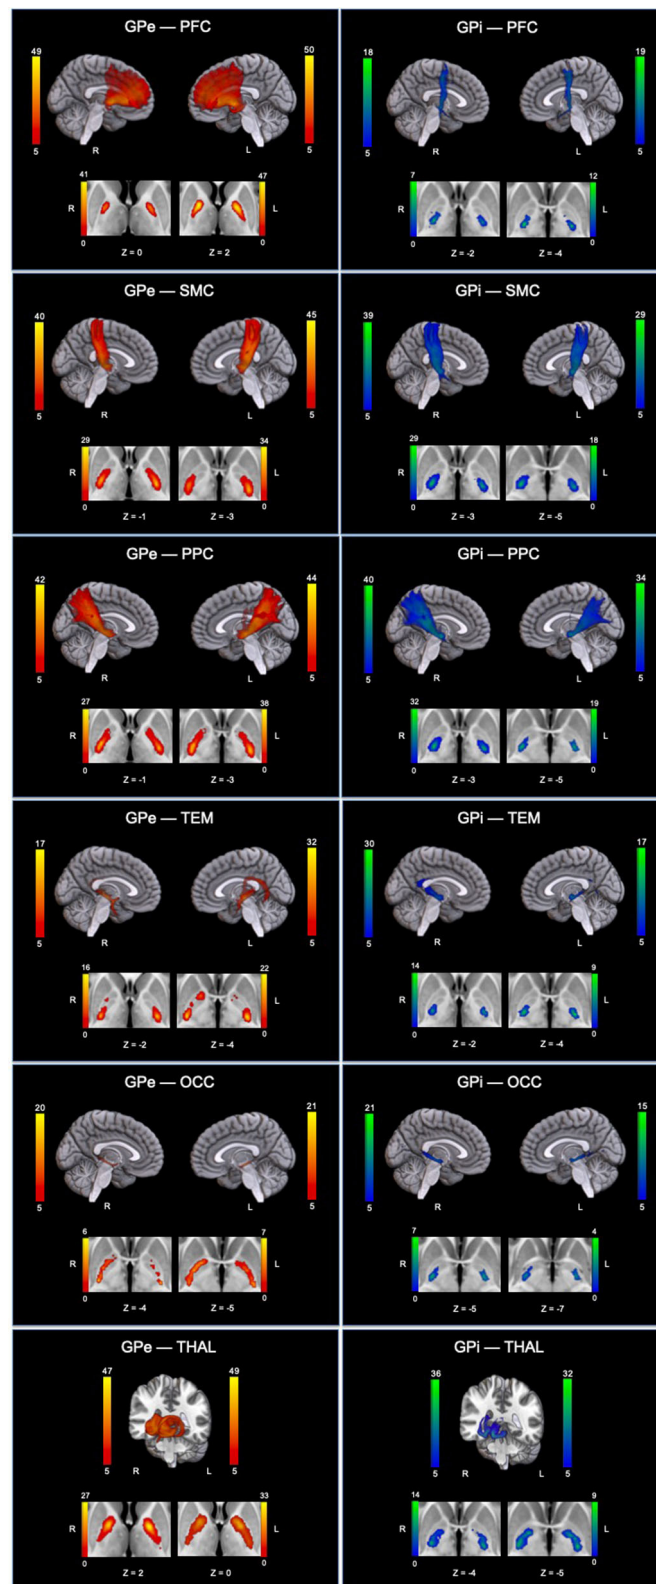 GPe — PFC
49
50
5
5
R
L
41
47
R
L
0
0
Z = 0
Z = 2
GPi — PFC
18
19
5
5
R
L
7
12
R
L
0
0
Z = -2
Z = -4
GPe — SMC
40
45
5
5
R
L
29
34
R
L
0
0
Z = -1
Z = -3
GPi — SMC
39
29
5
5
R
L
29
18
R
L
0
0
Z = -3
Z = -5
GPe — PPC
42
44
5
5
R
L
27
38
R
L
0
0
Z = -1
Z = -3
GPi — PPC
40
34
5
5
R
L
32
19
R
L
0
0
Z = -3
Z = -5
GPe — TEM
17
32
5
5
R
L
16
22
R
L
0
0
Z = -2
Z = -4
GPi — TEM
30
17
5
5
R
L
14
9
R
L
0
0
Z = -2
Z = -4
GPe — OCC
20
21
5
5
R
L
6
7
R
L
0
0
Z = -4
Z = -5
GPi — OCC
21
15
5
5
R
L
7
4
R
L
0
0
Z = -5
Z = -7
GPe — THAL
47
49
5
5
R
L
27
33
R
L
0
0
Z = 2
Z = 0
GPi — THAL
36
32
5
5
R
L
14
9
R
L
0
0
Z = -4
Z = -5